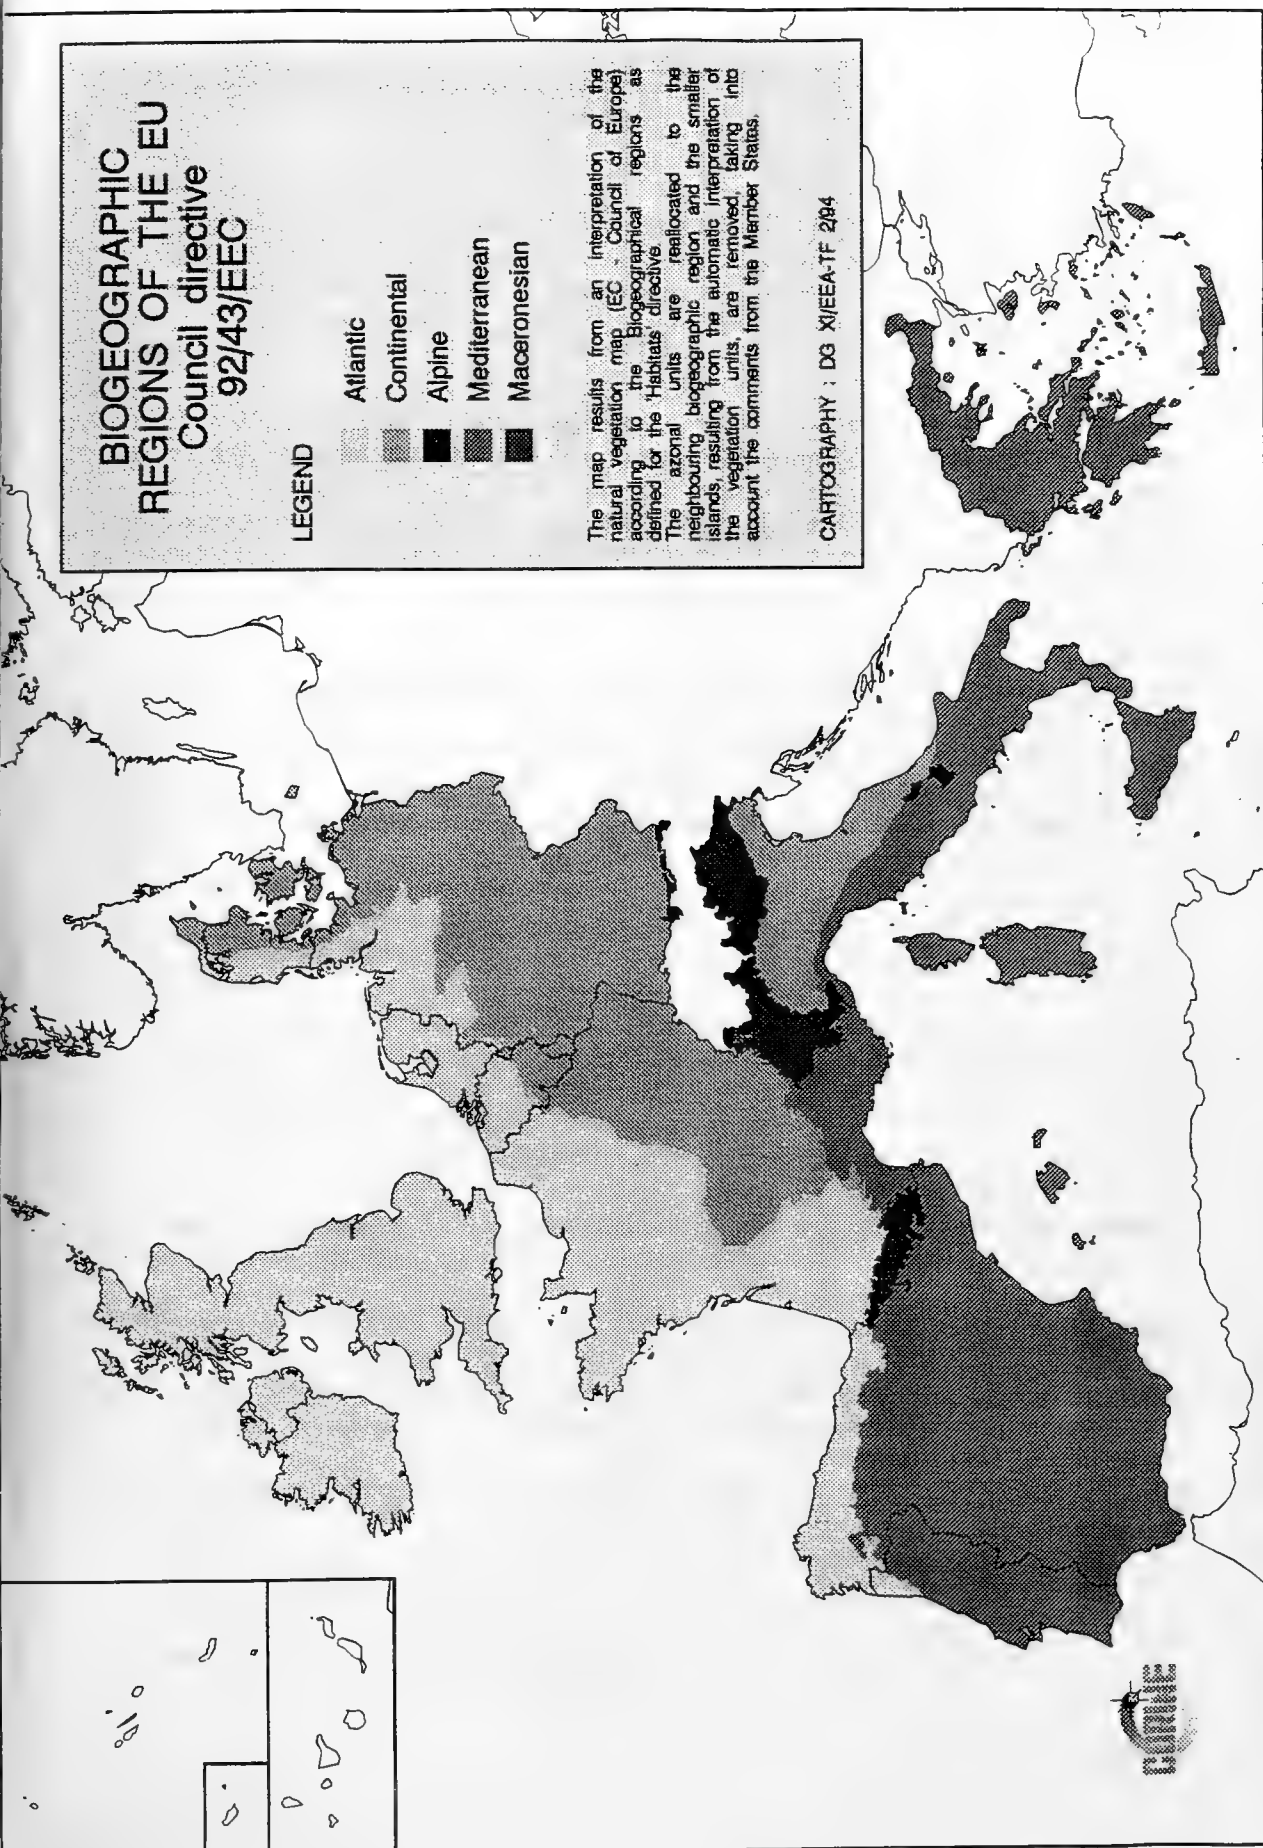 BIOGEOGRAPHIC
REGIONS OF THE EU
Council directive
92/43/EEC
LEGEND
Atlantic
Continental
Alpine
Mediterranean
Maceronesian
The map results from an interpretation of the
natural vegetation map (EC - Council of Europe)
according to the Biogeographical regions as
defined for the 'Habitats' directive.
The azonal units are reallocated to the
neighbouring biogeographic region and the smaller
islands, resulting from the automatic interpretation of
the vegetation units, are removed, taking into
account the comments from the Member States.
CARTOGRAPHY : DG XI/EEA-TF 2/94
CORINE